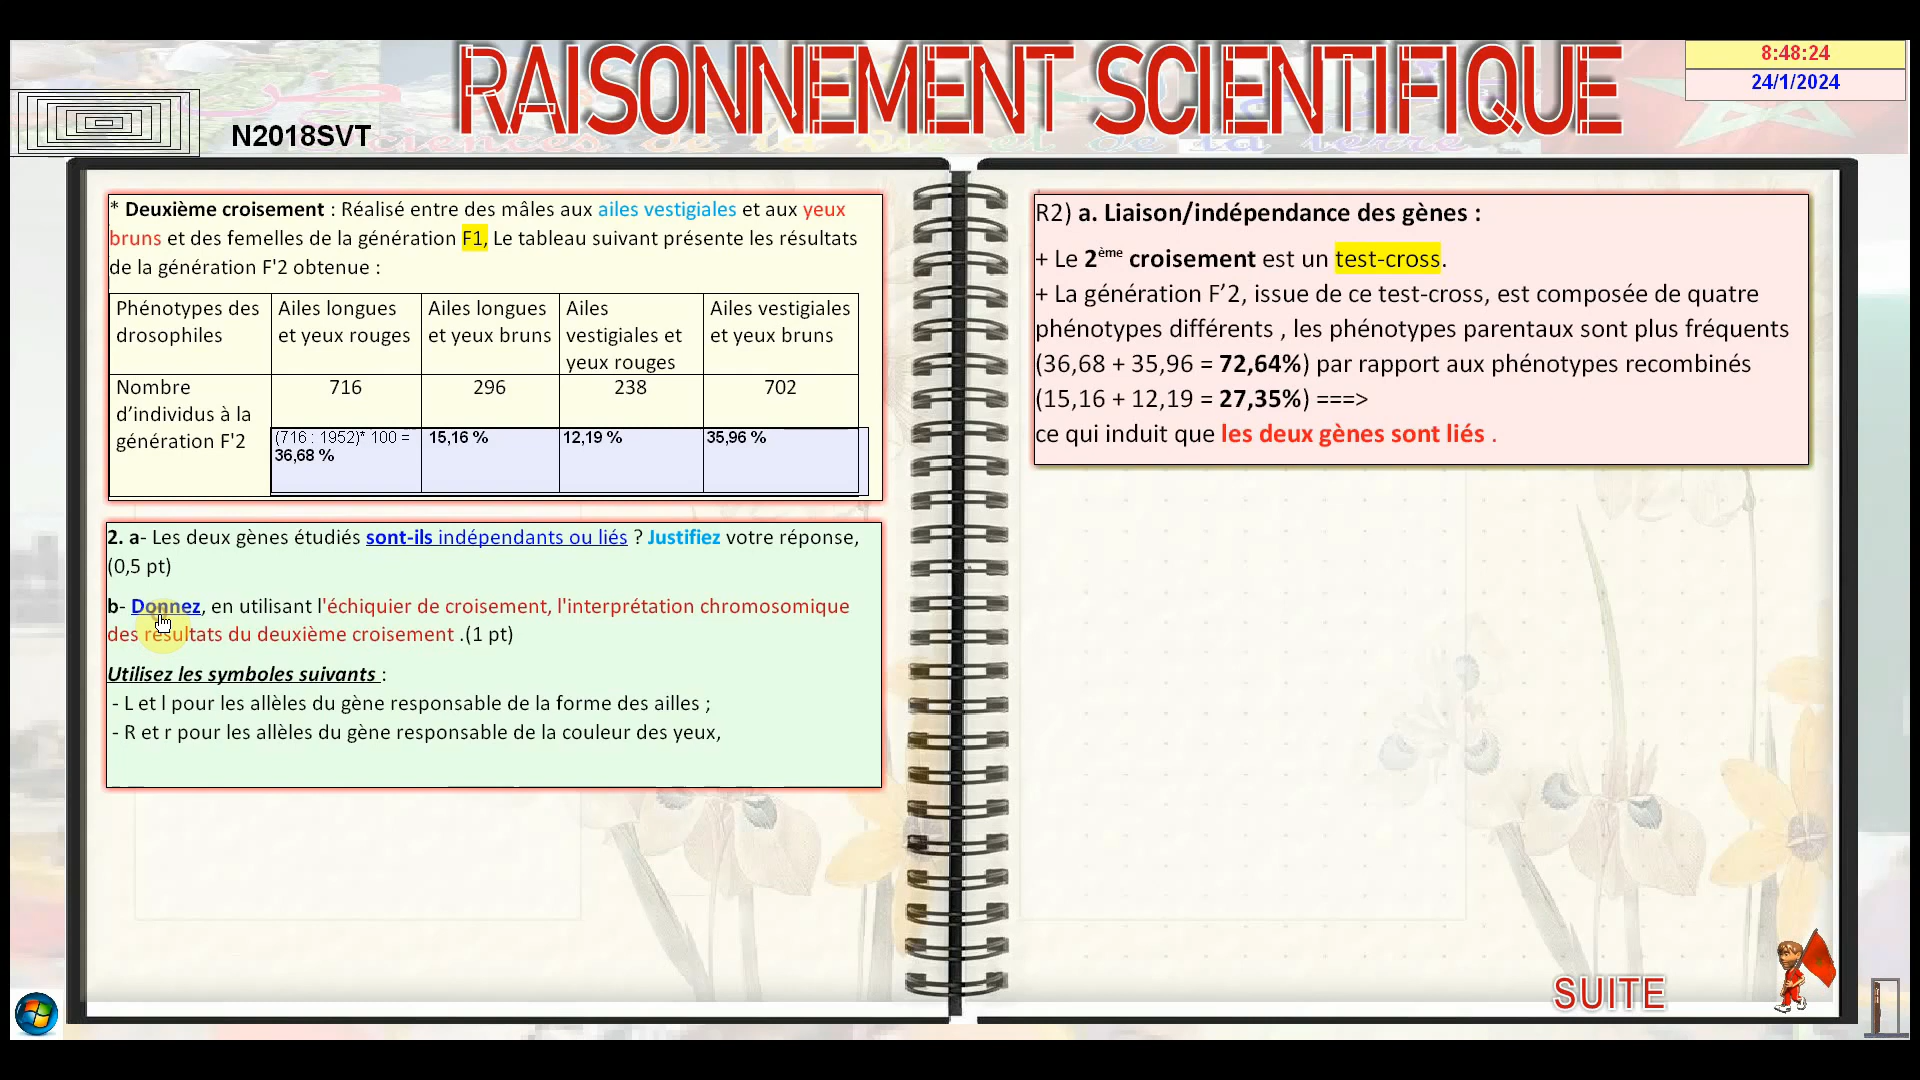 RAISONNEMENT SCIENTIFIQUE
8:48:24
24/1/2024
N2018SVT
Sciences de la vie et de la terre
* Deuxième croisement : Réalisé entre des mâles aux ailes vestigiales et aux yeux
bruns et des femelles de la génération F1, Le tableau suivant présente les résultats
de la génération F'2 obtenue :
Phénotypes des drosophiles | Ailes longues et yeux rouges | Ailes longues et yeux bruns | Ailes vestigiales et yeux rouges | Ailes vestigiales et yeux bruns
Nombre d’individus à la génération F'2 | 716 | 296 | 238 | 702
(716 : 1952)* 100 = 36,68 % | 15,16 % | 12,19 % | 35,96 %
2. a- Les deux gènes étudiés sont-ils indépendants ou liés ? Justifiez votre réponse,
(0,5 pt)
b- Donnez, en utilisant l'échiquier de croisement, l'interprétation chromosomique
des résultats du deuxième croisement .(1 pt)
Utilisez les symboles suivants :
- L et l pour les allèles du gène responsable de la forme des ailles ;
- R et r pour les allèles du gène responsable de la couleur des yeux,
R2) a. Liaison/indépendance des gènes :
+ Le 2ème croisement est un test-cross.
+ La génération F’2, issue de ce test-cross, est composée de quatre
phénotypes différents , les phénotypes parentaux sont plus fréquents
(36,68 + 35,96 = 72,64%) par rapport aux phénotypes recombinés
(15,16 + 12,19 = 27,35%) ===>
ce qui induit que les deux gènes sont liés .
SUITE